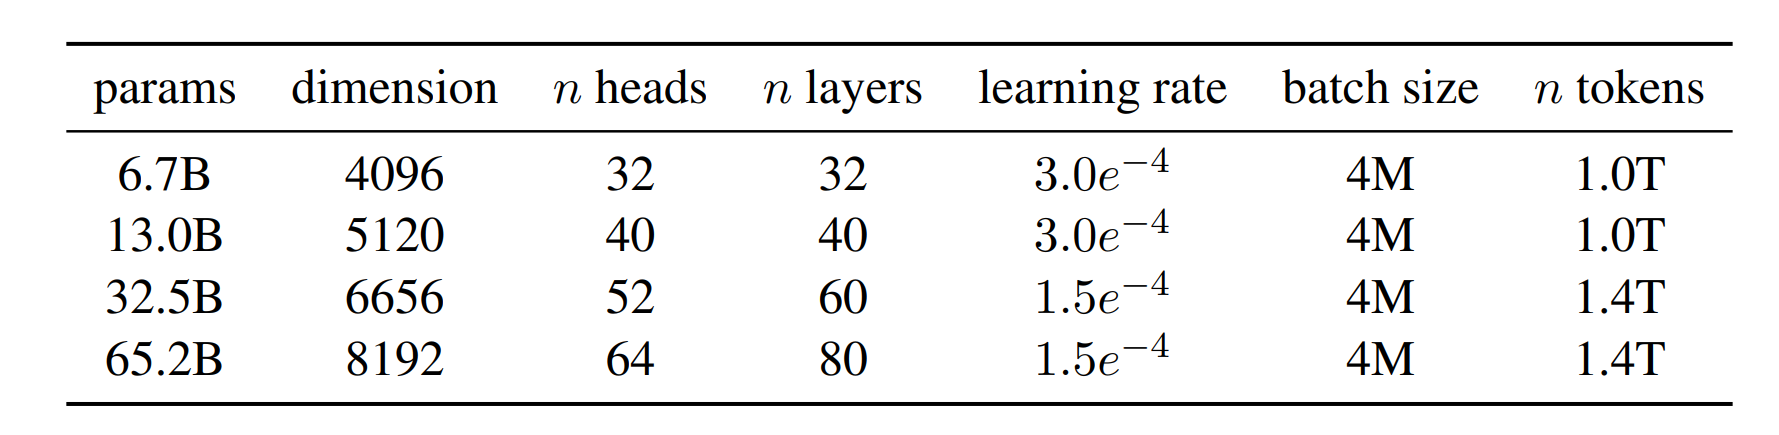 params dimension n heads n layers learning rate batch size n tokens
6.7B 4096 32 32 3.0e⁻⁴ 4M 1.0T
13.0B 5120 40 40 3.0e⁻⁴ 4M 1.0T
32.5B 6656 52 60 1.5e⁻⁴ 4M 1.4T
65.2B 8192 64 80 1.5e⁻⁴ 4M 1.4T